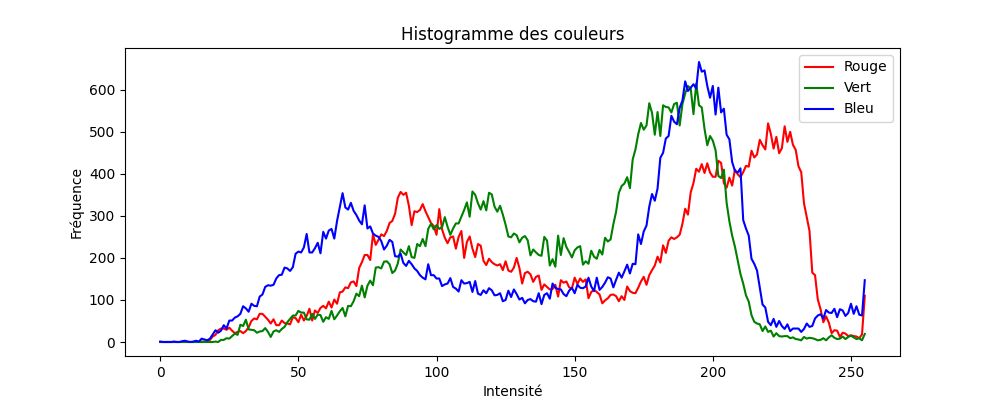 Histogramme des couleurs
Rouge
Vert
Bleu
Fréquence
600
500
400
300
200
100
0
0 50 100 150 200 250
Intensité